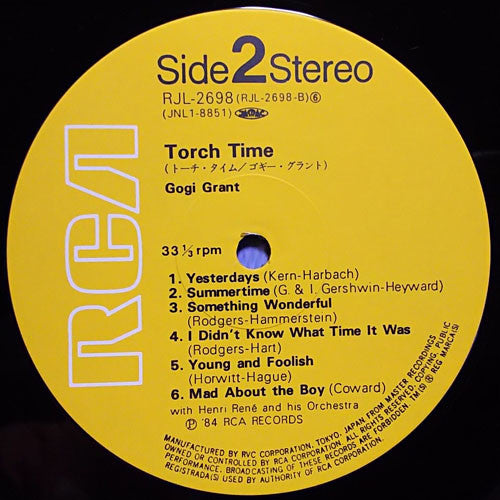 Side 2 Stereo
RJL-2698 (RJL-2698-B)⑥
(JNL1-8851)
RCA
Torch Time
(トーチ・タイム/ゴギー・グラント)
Gogi Grant
33 1/3 rpm
1. Yesterdays (Kern-Harbach)
2. Summertime (G. & I. Gershwin-Heyward)
3. Something Wonderful
(Rodgers-Hammerstein)
4. I Didn't Know What Time It Was
(Rodgers-Hart)
5. Young and Foolish
(Horwitt-Hague)
6. Mad About the Boy (Coward)
with Henri René and his Orchestra
Ⓟ '84 RCA RECORDS
MANUFACTURED BY RVC CORPORATION, TOKYO, JAPAN FROM MASTER RECORDINGS
OWNED OR CONTROLLED BY RCA CORPORATION. ALL RIGHTS RESERVED. COPYING, PUBLIC
PERFORMANCE, BROADCASTING OF THESE RECORDS ARE FORBIDDEN. TM(S) ® REG MARCA(S)
REGISTRADA(S) USED BY AUTHORITY OF RCA CORPORATION.